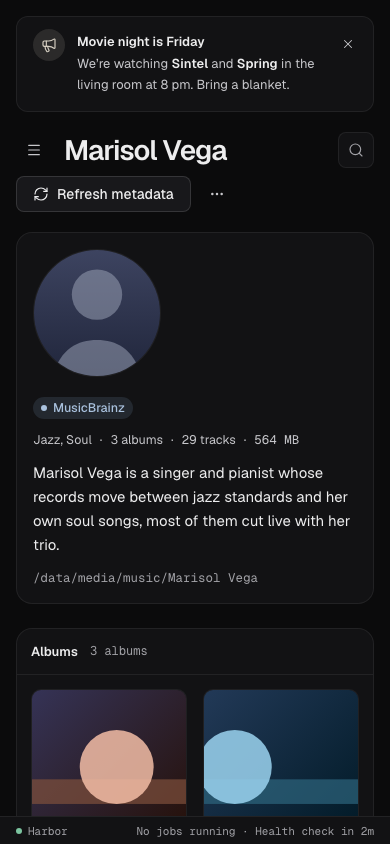 Movie night is Friday
We're watching Sintel and Spring in the
living room at 8 pm. Bring a blanket.
Marisol Vega
Refresh metadata
MusicBrainz
Jazz, Soul · 3 albums · 29 tracks · 564 MB
Marisol Vega is a singer and pianist whose
records move between jazz standards and her
own soul songs, most of them cut live with her
trio.
/data/media/music/Marisol Vega
Albums 3 albums
Harbor No jobs running · Health check in 2m